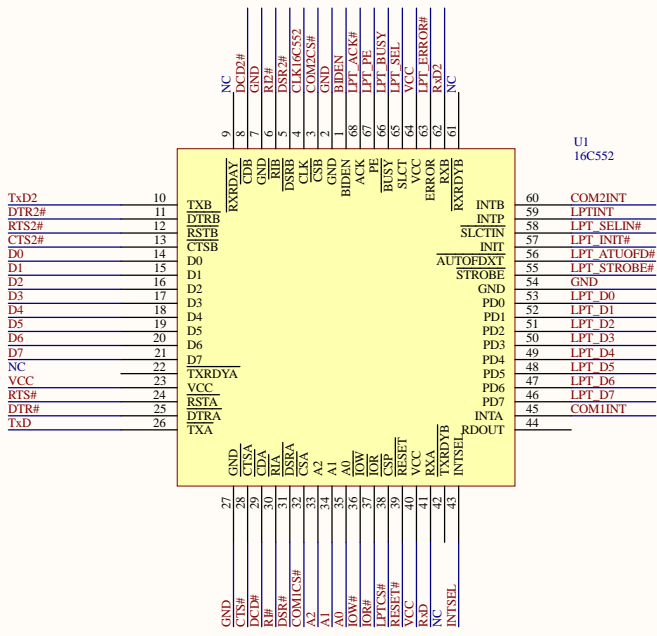 NC
DCD2#
GND
RI2#
DSR2#
CLK16C552
COM2CS#
GND
BIDEN
LPT_ACK#
LPT_PE
LPT_BUSY
LPT_SEL
VCC
LPT_ERROR#
RxD2
NC
9
8
7
6
5
4
3
2
1
68
67
66
65
64
63
62
61
U1
16C552
RXRDAY
CDB
GND
RIB
DSRB
CLK
CSB
GND
BIDEN
ACK
PE
BUSY
SLCT
VCC
ERROR
RXB
RXRDYB
TxD2 10 TXB
DTR2# 11 DTRB
RTS2# 12 RSTB
CTS2# 13 CTSB
D0 14 D0
D1 15 D1
D2 16 D2
D3 17 D3
D4 18 D4
D5 19 D5
D6 20 D6
D7 21 D7
NC 22 TXRDYA
VCC 23 VCC
RTS# 24 RSTA
DTR# 25 DTRA
TxD 26 TXA
INTB 60 COM2INT
INTP 59 LPTINT
SLCTIN 58 LPT_SELIN#
INIT 57 LPT_INIT#
AUTOFDXT 56 LPT_ATUOFD#
STROBE 55 LPT_STROBE#
GND 54 GND
PD0 53 LPT_D0
PD1 52 LPT_D1
PD2 51 LPT_D2
PD3 50 LPT_D3
PD4 49 LPT_D4
PD5 48 LPT_D5
PD6 47 LPT_D6
PD7 46 LPT_D7
INTA 45 COM1INT
RDOUT 44
GND
CTSA
CDA
RIA
DSRA
CSA
A2
A1
A0
IOW
IOR
CSP
RESET
VCC
RXA
TXRDYB
INTSEL
27
28
29
30
31
32
33
34
35
36
37
38
39
40
41
42
43
GND
CTS#
DCD#
RI#
DSR#
COM1CS#
A2
A1
A0
IOW#
IOR#
LPTCS#
RESET#
VCC
RxD
NC
INTSEL